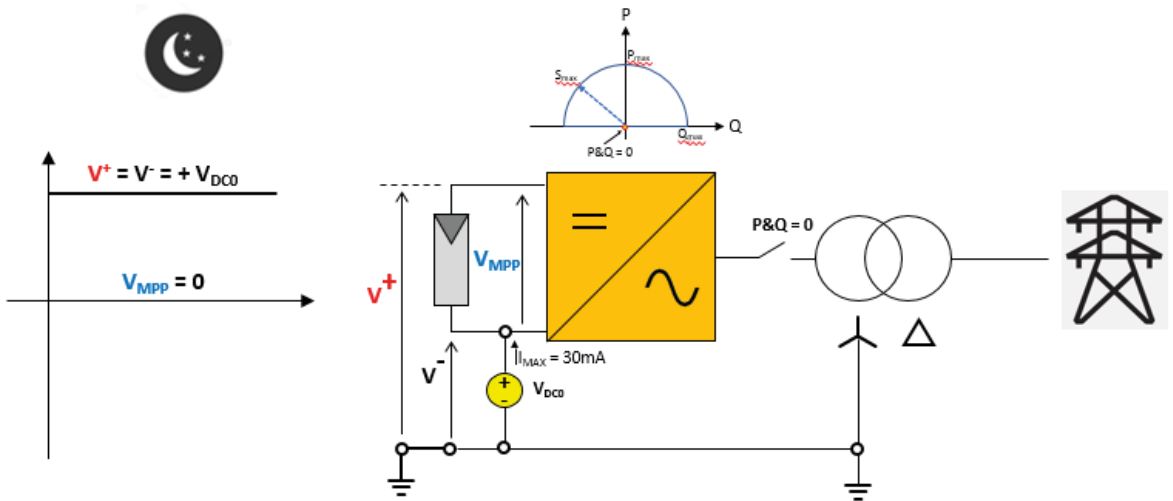 P
Pmax
Smax
Q
Qmax
P&Q = 0
V⁺ = V⁻ = + VDC0
VMPP = 0
P&Q = 0
VMPP
V⁺
IMAX = 30mA
V⁻
+
-
VDC0